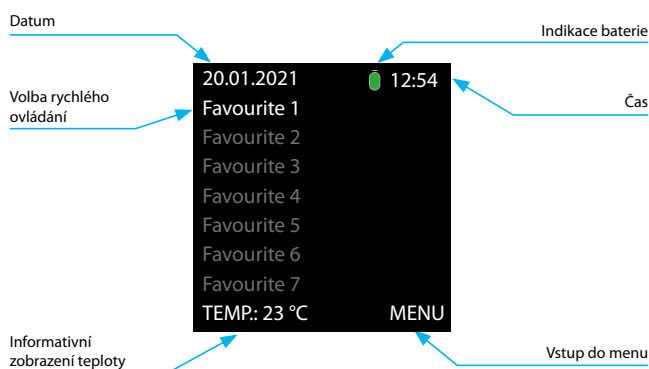 Datum
Indikace baterie
20.01.2021 12:54
Volba rychlého
ovládání
Čas
Favourite 1
Favourite 2
Favourite 3
Favourite 4
Favourite 5
Favourite 6
Favourite 7
TEMP.: 23 °C MENU
Informativní
zobrazení teploty
Vstup do menu